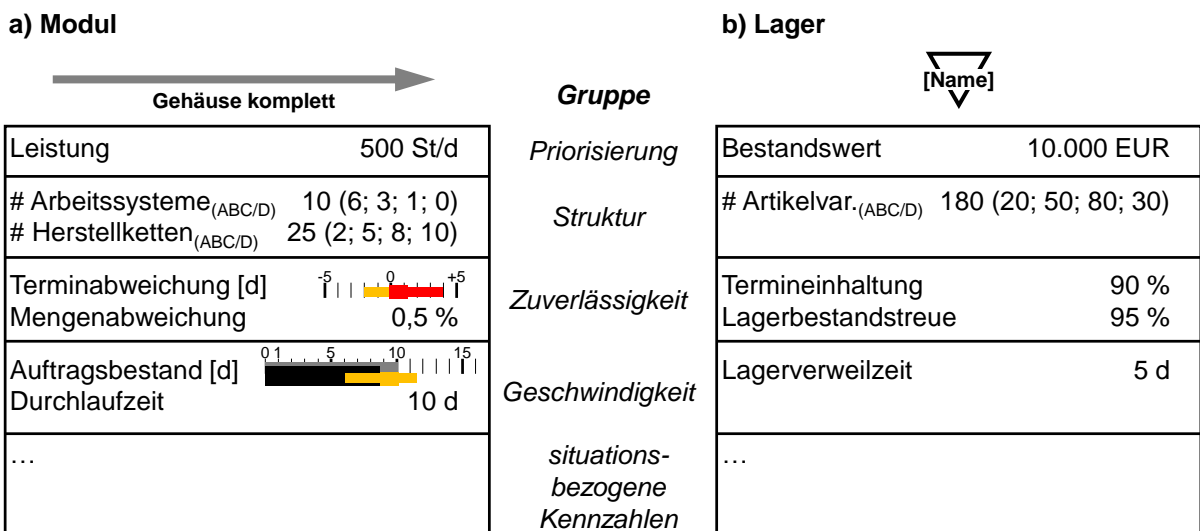 a) Modul
b) Lager
Gehäuse komplett
Gruppe
[Name]
Leistung 500 St/d
Priorisierung
Bestandswert 10.000 EUR
# Arbeitssysteme(ABC/D) 10 (6; 3; 1; 0)
# Herstellketten(ABC/D) 25 (2; 5; 8; 10)
Struktur
# Artikelvar.(ABC/D) 180 (20; 50; 80; 30)
Terminabweichung [d] -5 0 +5
Mengenabweichung 0,5 %
Zuverlässigkeit
Termineinhaltung 90 %
Lagerbestandstreue 95 %
Auftragsbestand [d] 0 1 5 10 15
Durchlaufzeit 10 d
Geschwindigkeit
Lagerverweilzeit 5 d
…
situations-
bezogene
Kennzahlen
…